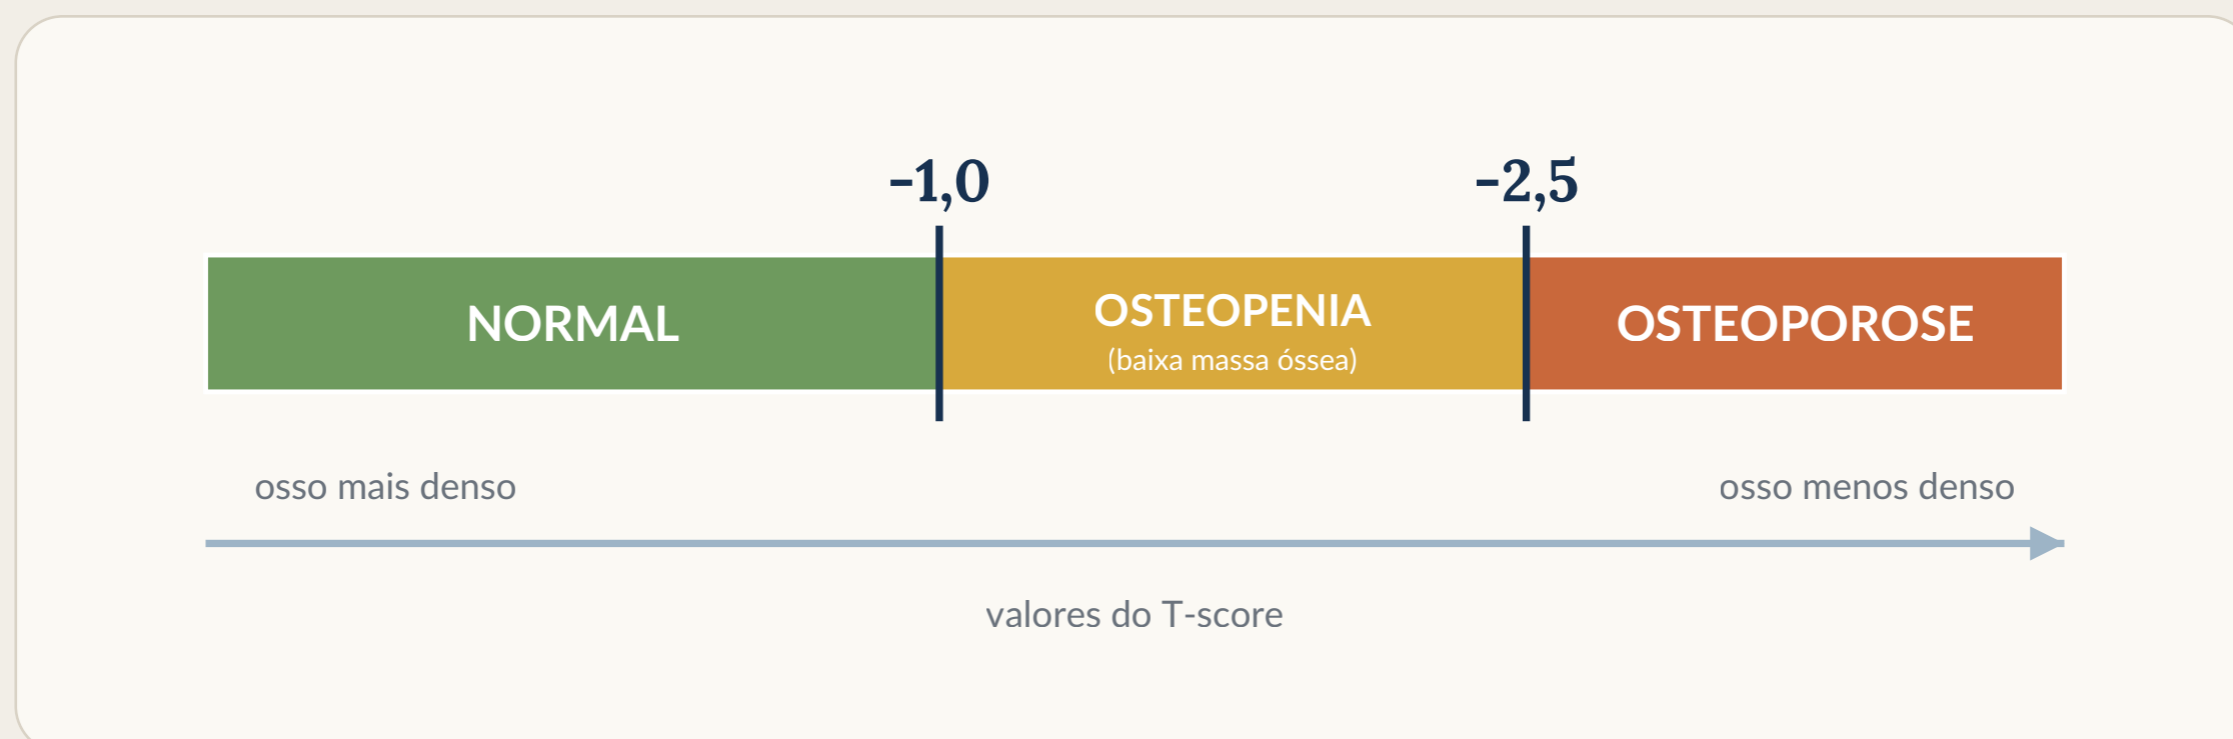 -1,0
-2,5
NORMAL
OSTEOPENIA
(baixa massa óssea)
OSTEOPOROSE
osso mais denso
osso menos denso
valores do T-score